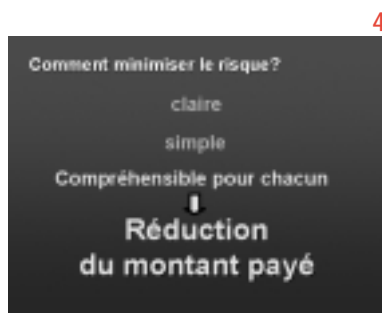 4
Comment minimiser le risque?
claire
simple
Compréhensible pour chacun
Réduction
du montant payé